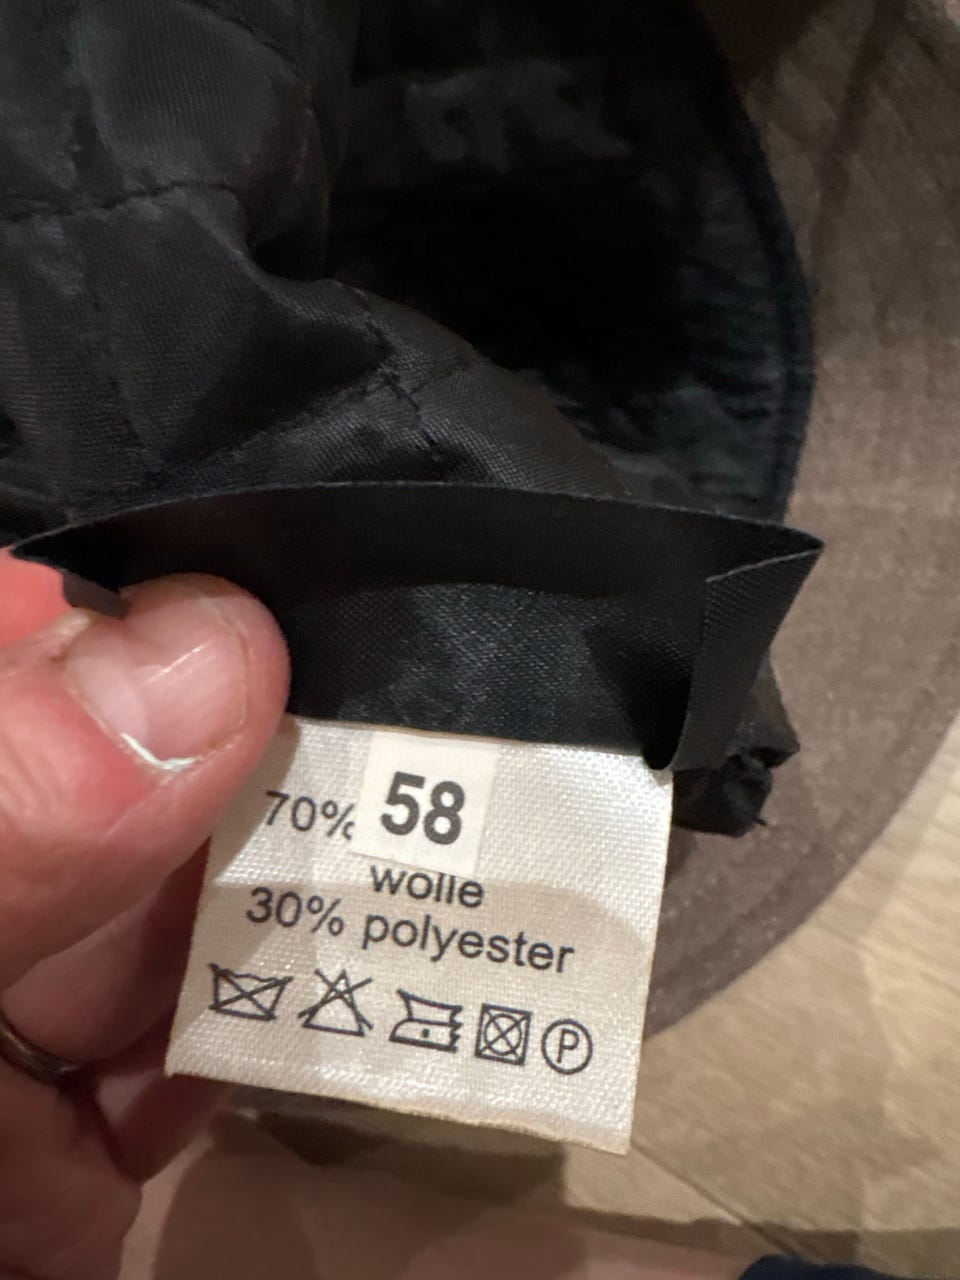 58
70%
wolle
30% polyester
P